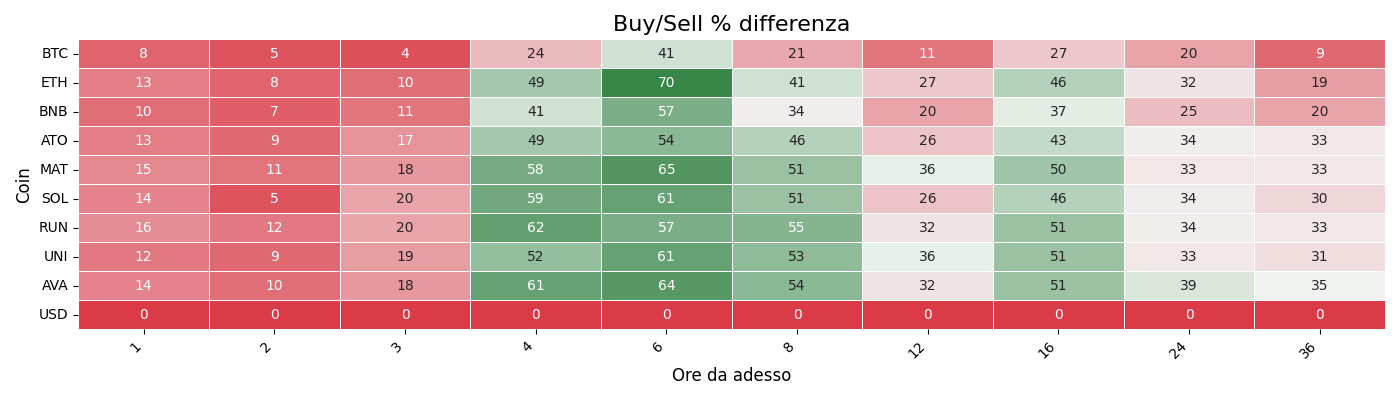 Buy/Sell % differenza
Coin
BTC 8 5 4 24 41 21 11 27 20 9
ETH 13 8 10 49 70 41 27 46 32 19
BNB 10 7 11 41 57 34 20 37 25 20
ATO 13 9 17 49 54 46 26 43 34 33
MAT 15 11 18 58 65 51 36 50 33 33
SOL 14 5 20 59 61 51 26 46 34 30
RUN 16 12 20 62 57 55 32 51 34 33
UNI 12 9 19 52 61 53 36 51 33 31
AVA 14 10 18 61 64 54 32 51 39 35
USD 0 0 0 0 0 0 0 0 0 0
1 2 3 4 6 8 12 16 24 36
Ore da adesso